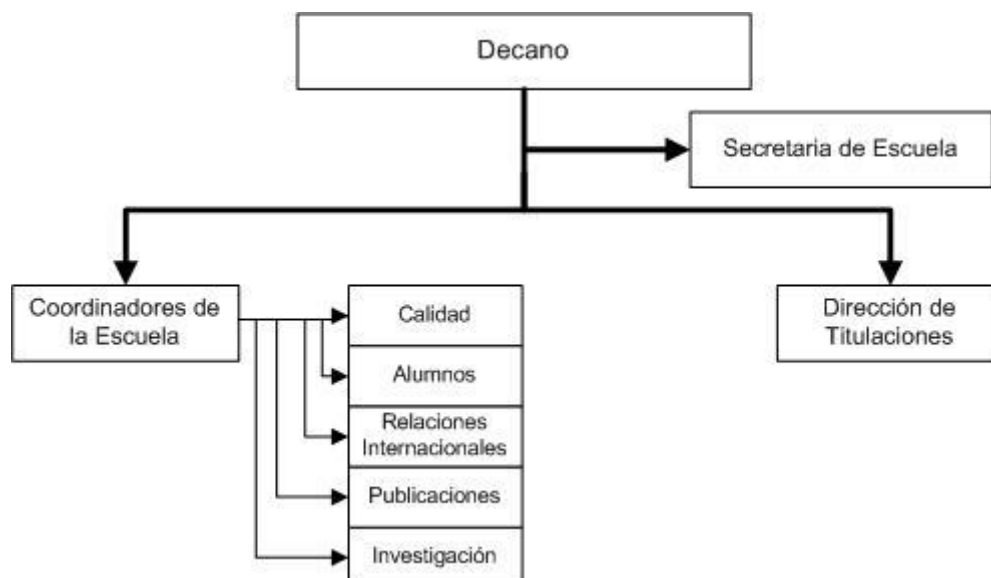 Decano
Secretaria de Escuela
Coordinadores de
la Escuela
Calidad
Alumnos
Relaciones
Internacionales
Publicaciones
Investigación
Dirección de
Titulaciones